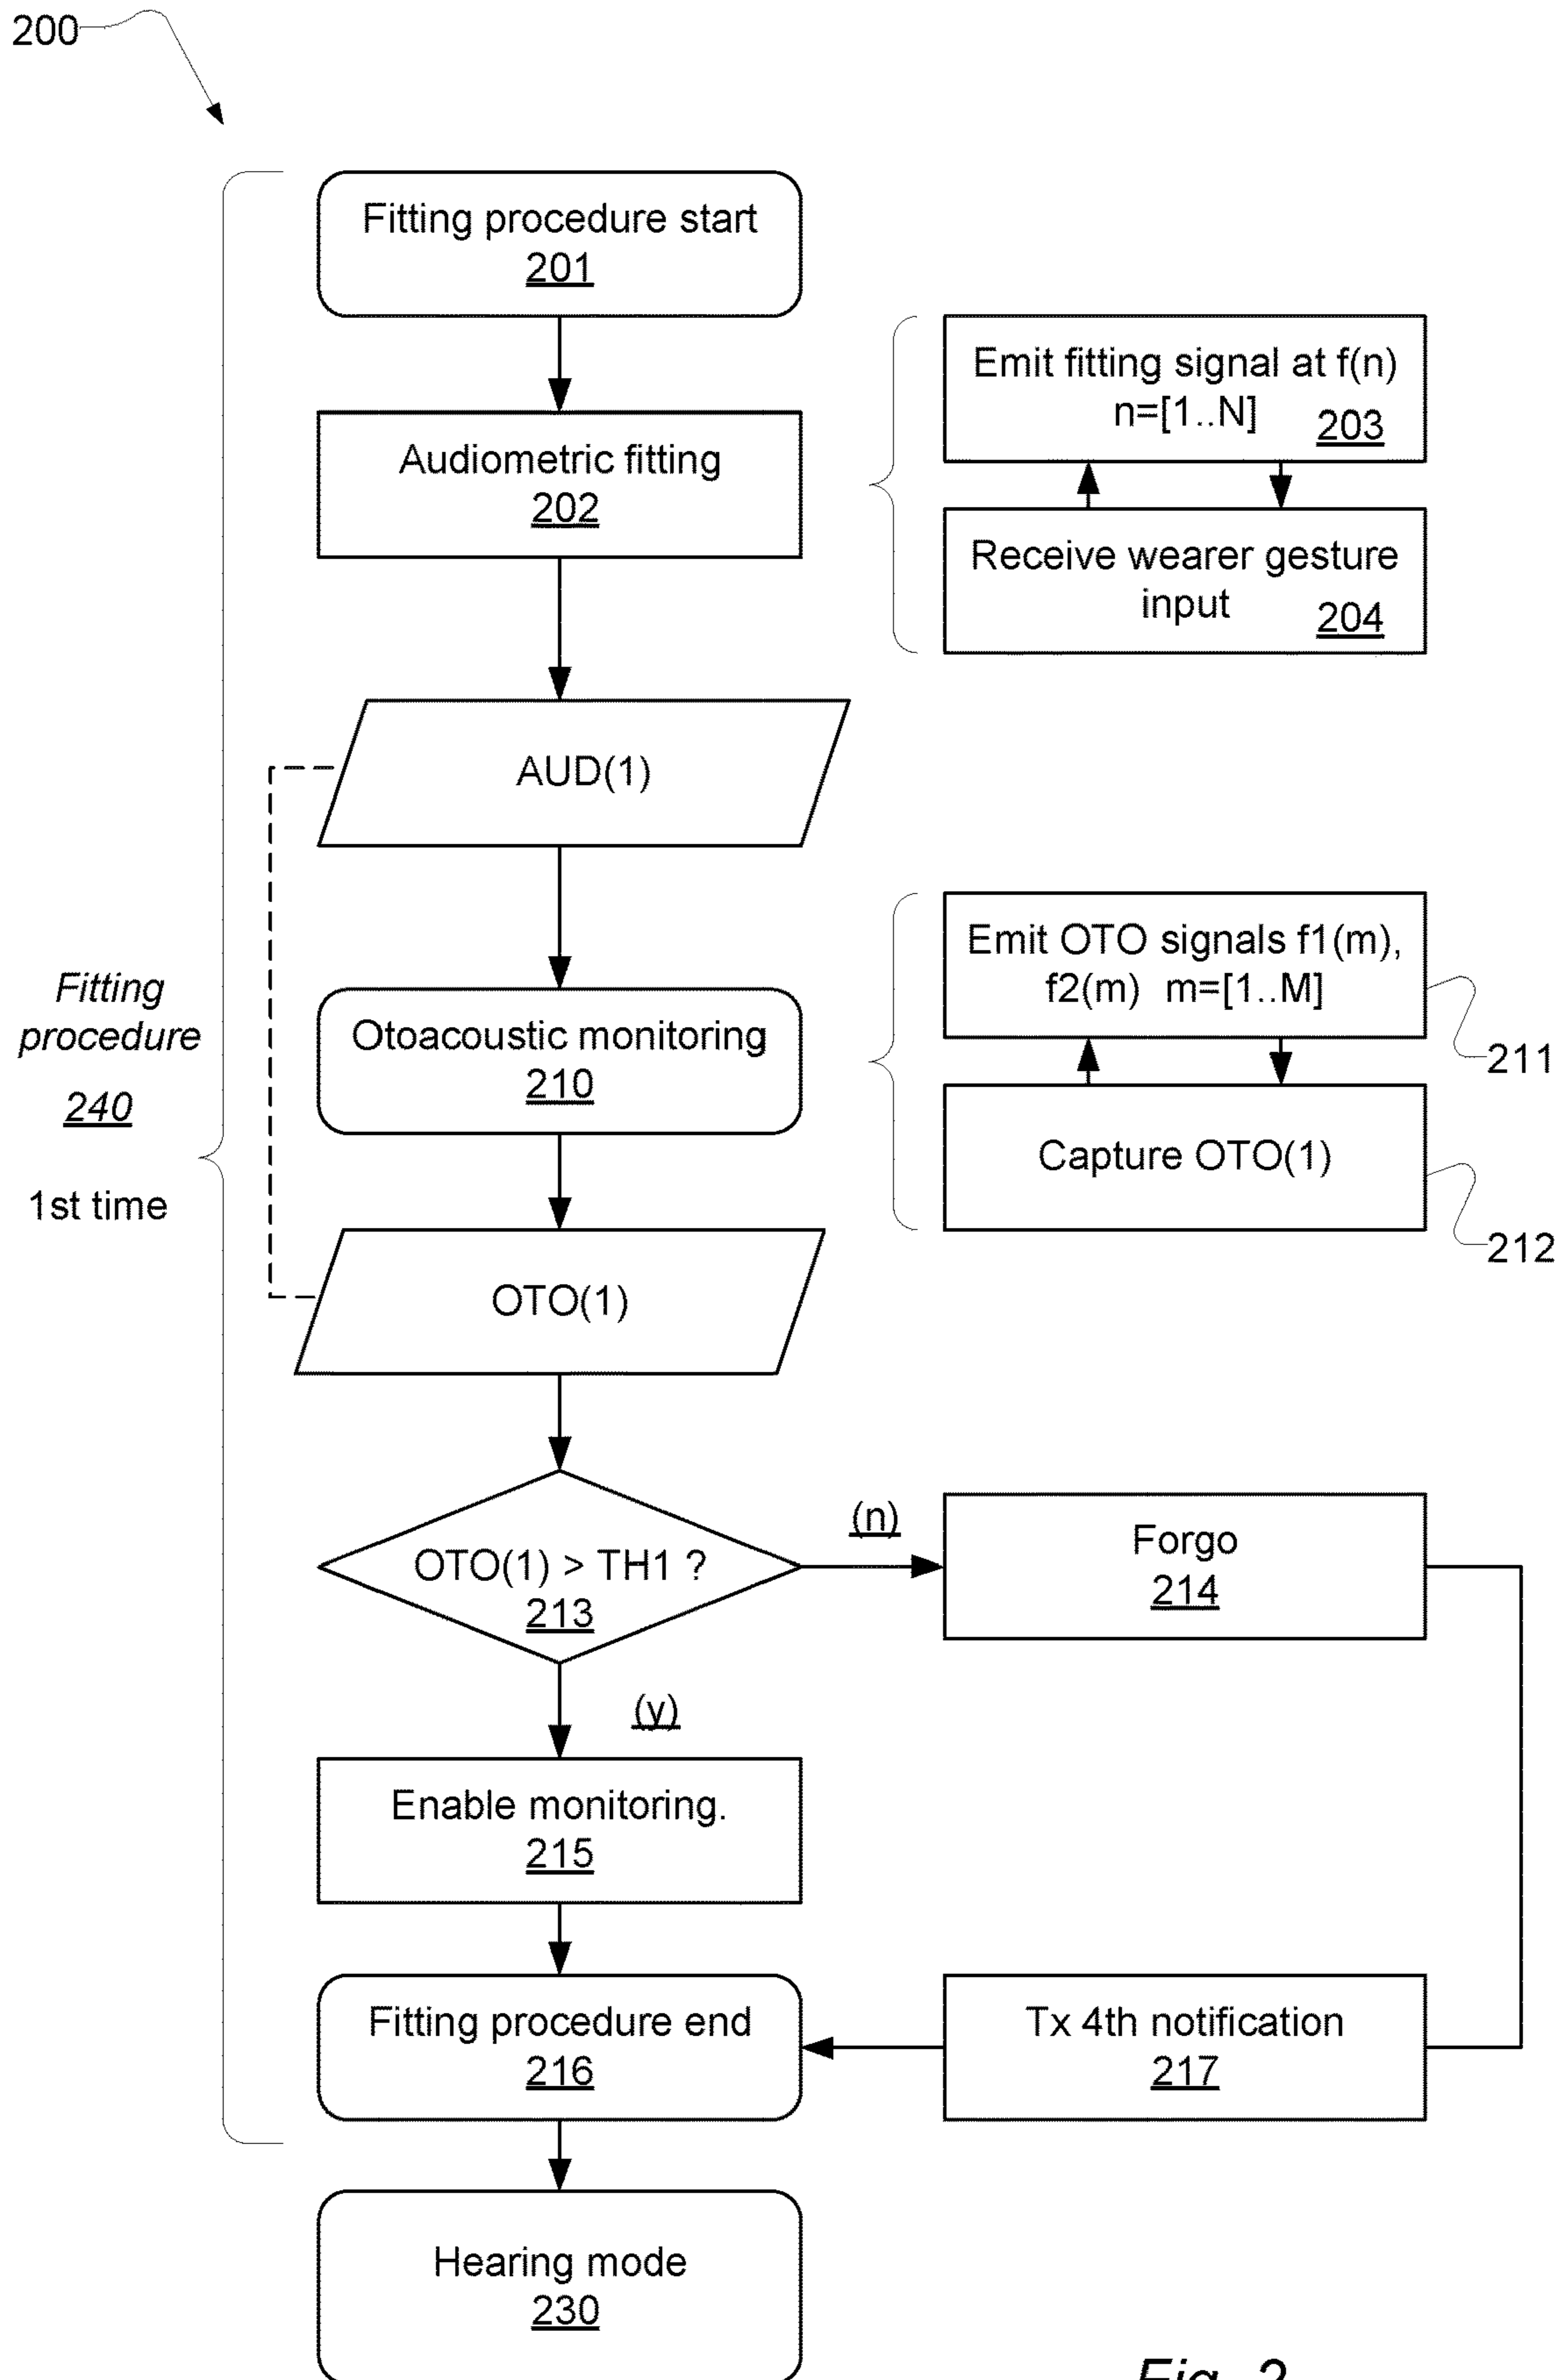 200
Fitting procedure start
201
Emit fitting signal at f(n)
n=[1..N]
203
Audiometric fitting
202
Receive wearer gesture
input
204
AUD(1)
Emit OTO signals f1(m),
f2(m) m=[1..M]
211
Fitting
procedure
240
1st time
Otoacoustic monitoring
210
Capture OTO(1)
212
OTO(1)
OTO(1) > TH1 ?
213
(n)
Forgo
214
(y)
Enable monitoring.
215
Fitting procedure end
216
Tx 4th notification
217
Hearing mode
230
Fig. 2